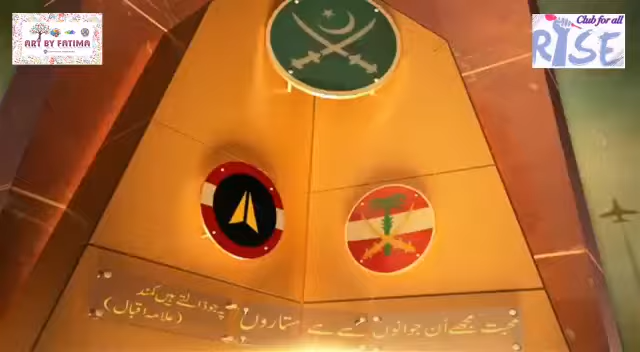 ART BY FATIMA
Club for all
RISE
محبت مجھے اُن جوانوں سے ہے ستاروں
پہ جو ڈالتے ہیں کمند
(علامہ اقبال)